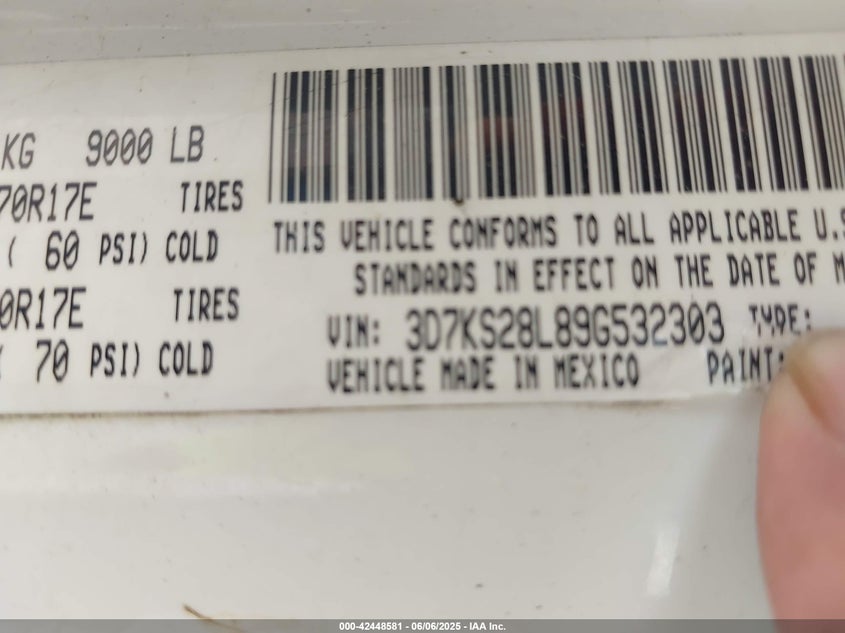 KG 9000 LB
70R17E TIRES
( 60 PSI) COLD
0R17E TIRES
70 PSI) COLD
THIS VEHICLE CONFORMS TO ALL APPLICABLE U.S
STANDARDS IN EFFECT ON THE DATE OF M
VIN: 3D7KS28L89G532303 TYPE:
VEHICLE MADE IN MEXICO PAINT:
000-42448581 - 06/06/2025 - IAA Inc.